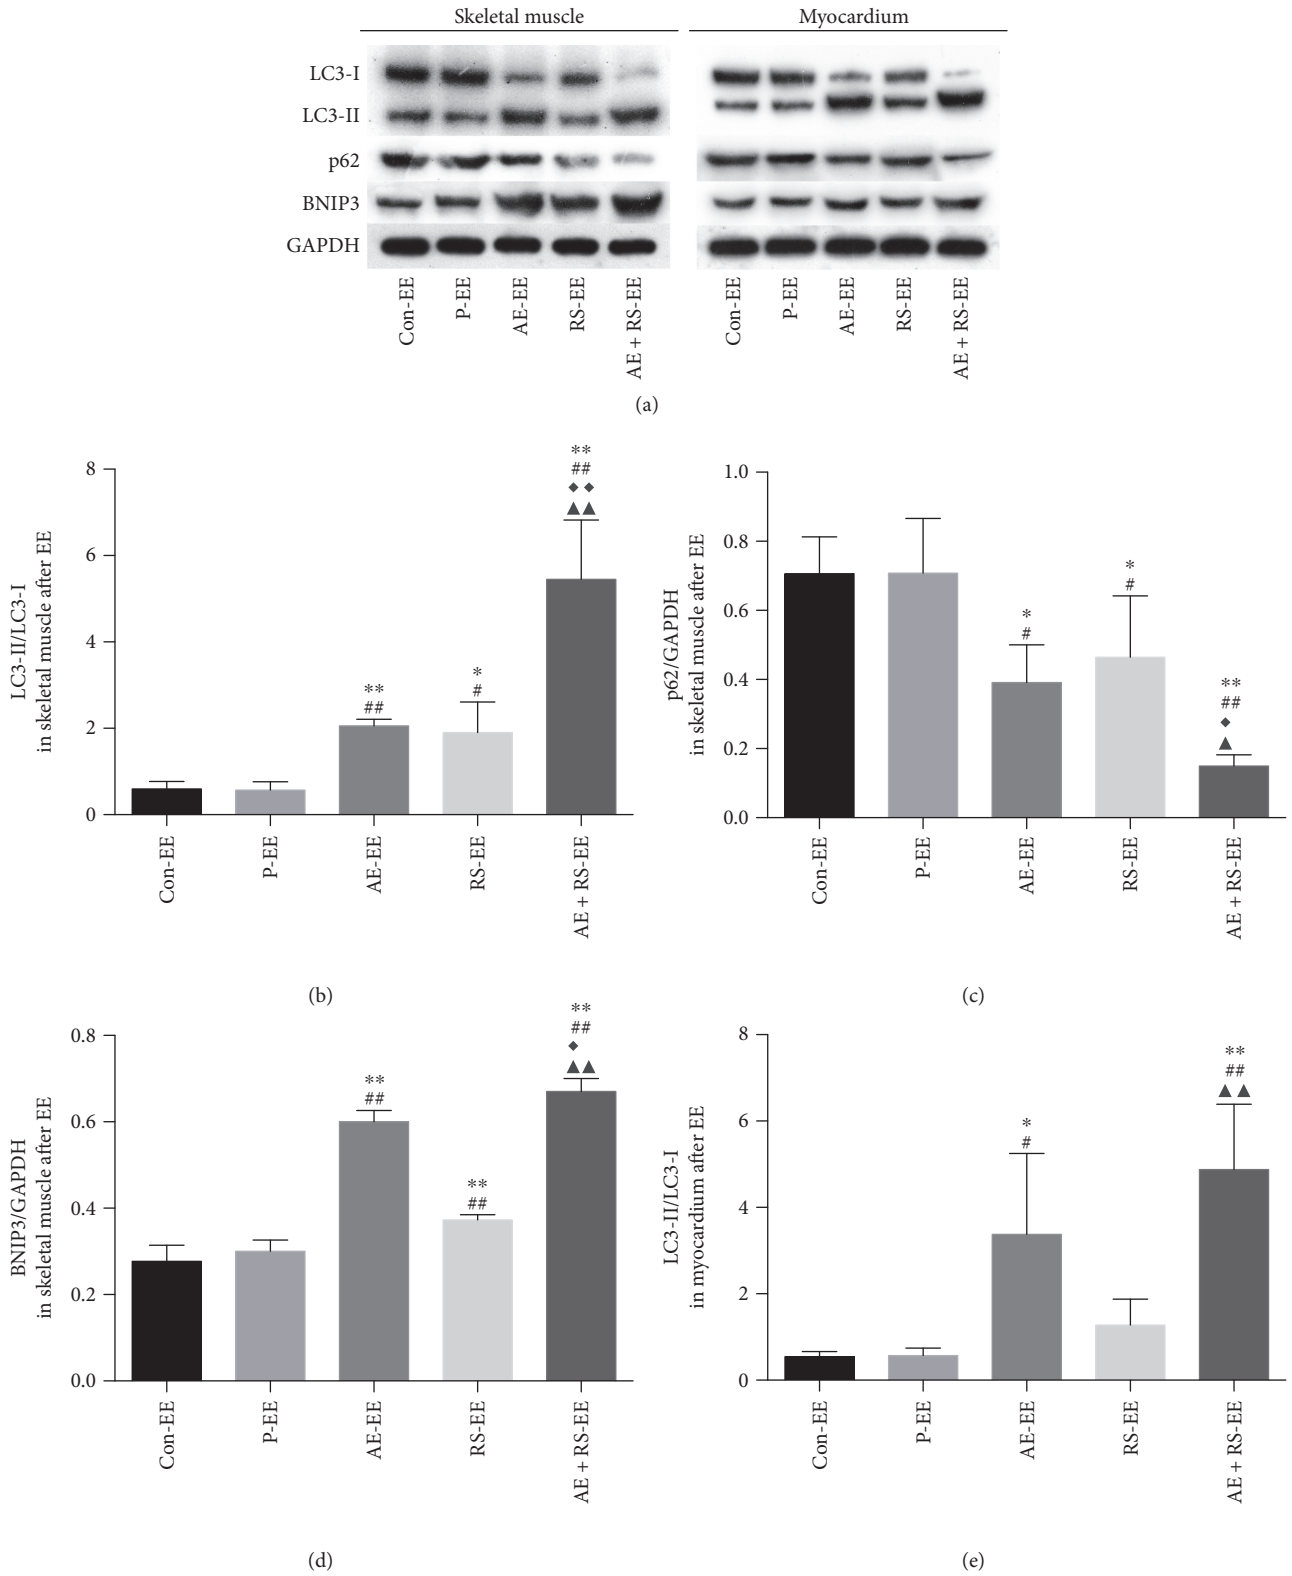 Skeletal muscle
Myocardium
LC3-I
LC3-II
p62
BNIP3
GAPDH
Con-EE
P-EE
AE-EE
RS-EE
AE + RS-EE
Con-EE
P-EE
AE-EE
RS-EE
AE + RS-EE
(a)
LC3-II/LC3-I
in skeletal muscle after EE
8
6
4
2
0
**
##
*
#
**
##
◆◆
▲▲
Con-EE
P-EE
AE-EE
RS-EE
AE + RS-EE
(b)
p62/GAPDH
in skeletal muscle after EE
1.0
0.8
0.6
0.4
0.2
0.0
*
#
*
#
**
##
◆
▲
Con-EE
P-EE
AE-EE
RS-EE
AE + RS-EE
(c)
BNIP3/GAPDH
in skeletal muscle after EE
0.8
0.6
0.4
0.2
0.0
**
##
**
##
**
##
◆
▲▲
Con-EE
P-EE
AE-EE
RS-EE
AE + RS-EE
(d)
LC3-II/LC3-I
in myocardium after EE
8
6
4
2
0
*
#
**
##
▲▲
Con-EE
P-EE
AE-EE
RS-EE
AE + RS-EE
(e)